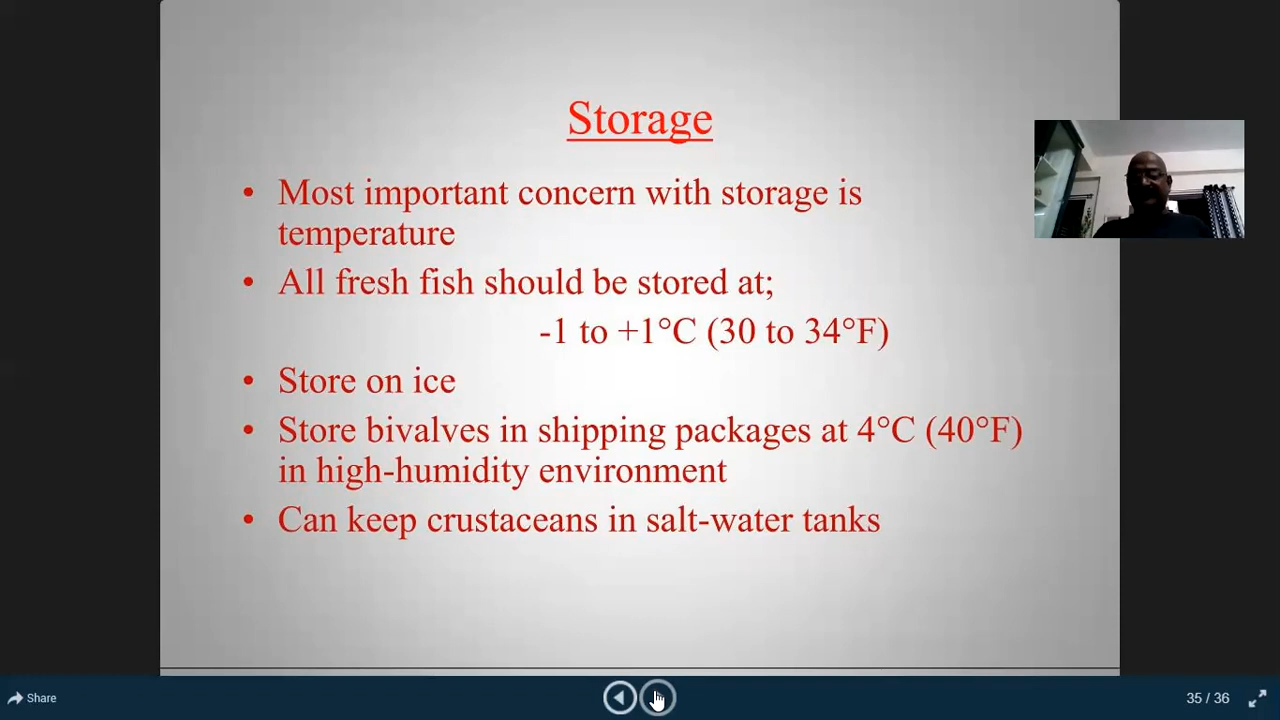 Storage
• Most important concern with storage is
temperature
• All fresh fish should be stored at;
-1 to +1°C (30 to 34°F)
• Store on ice
• Store bivalves in shipping packages at 4°C (40°F)
in high-humidity environment
• Can keep crustaceans in salt-water tanks
Share
35 / 36